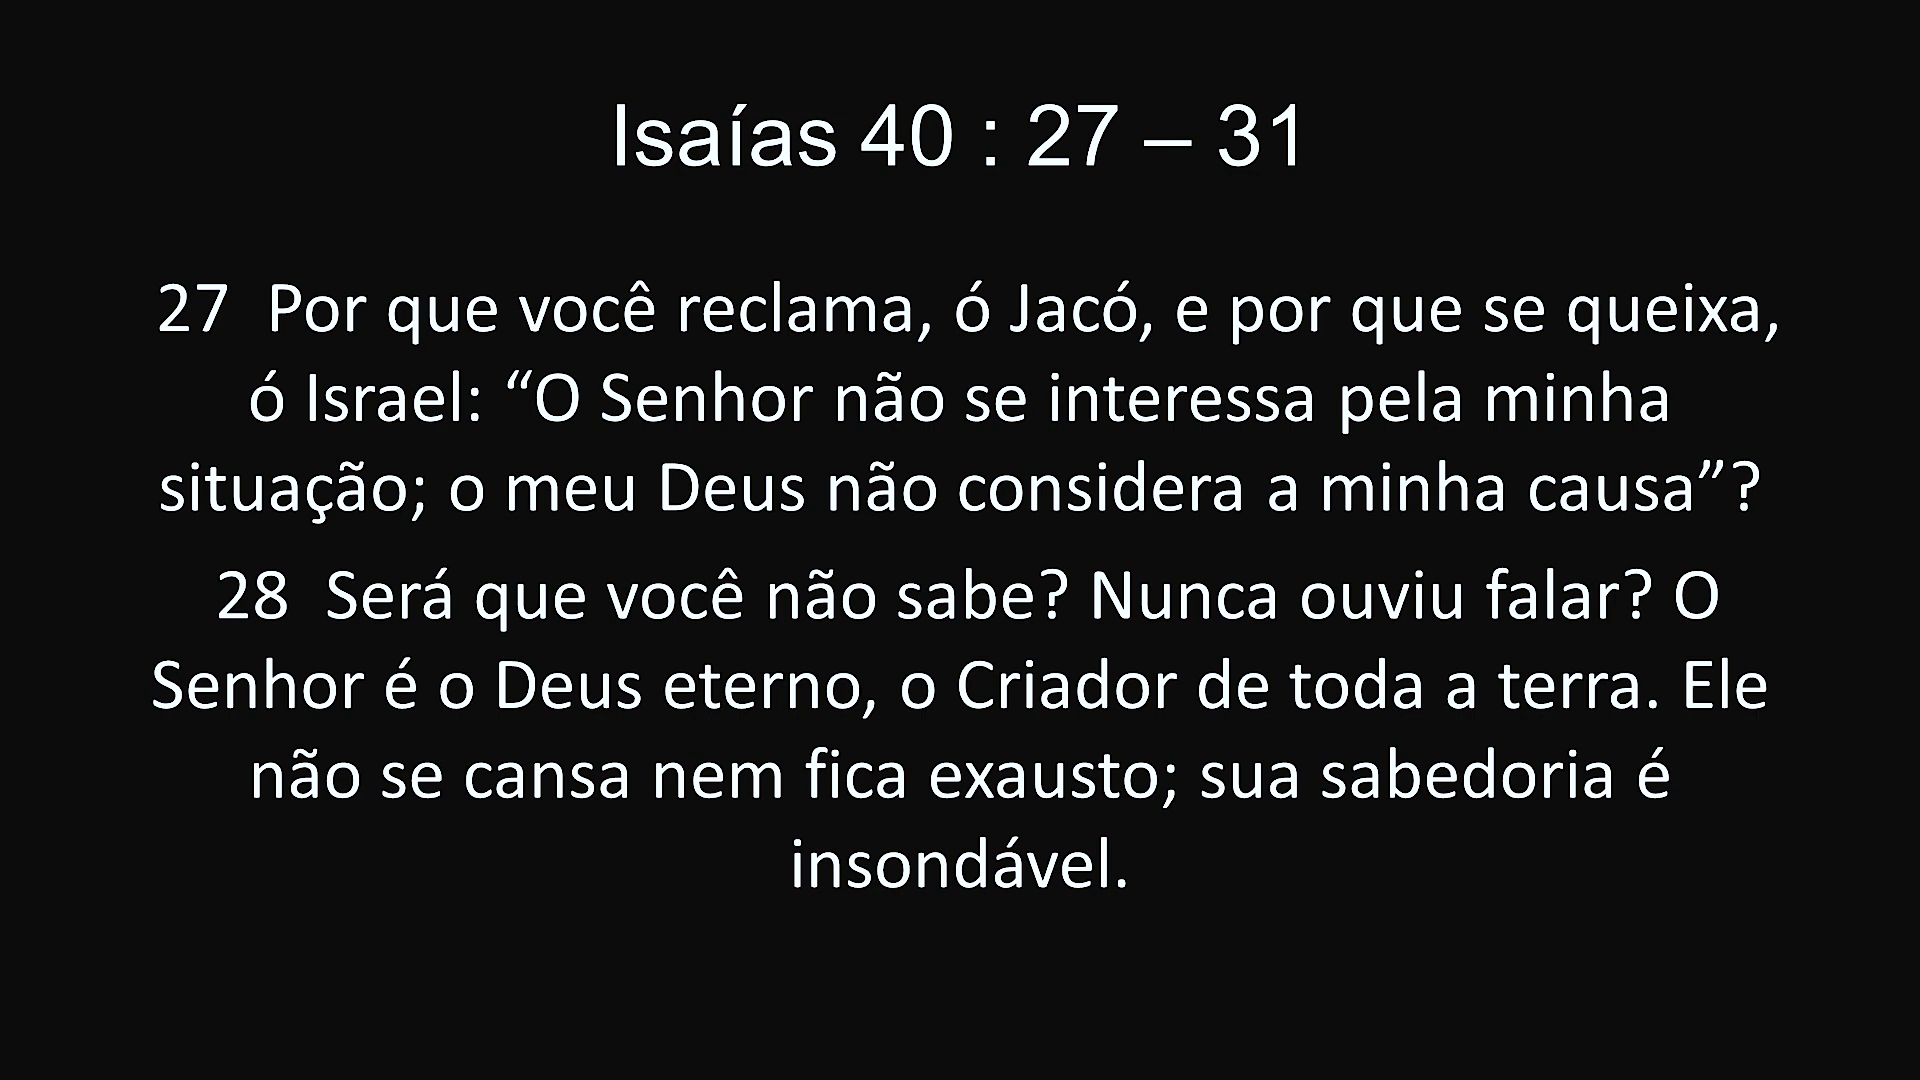 Isaías 40 : 27 – 31
27  Por que você reclama, ó Jacó, e por que se queixa,
ó Israel: “O Senhor não se interessa pela minha
situação; o meu Deus não considera a minha causa”?
28  Será que você não sabe? Nunca ouviu falar? O
Senhor é o Deus eterno, o Criador de toda a terra. Ele
não se cansa nem fica exausto; sua sabedoria é
insondável.